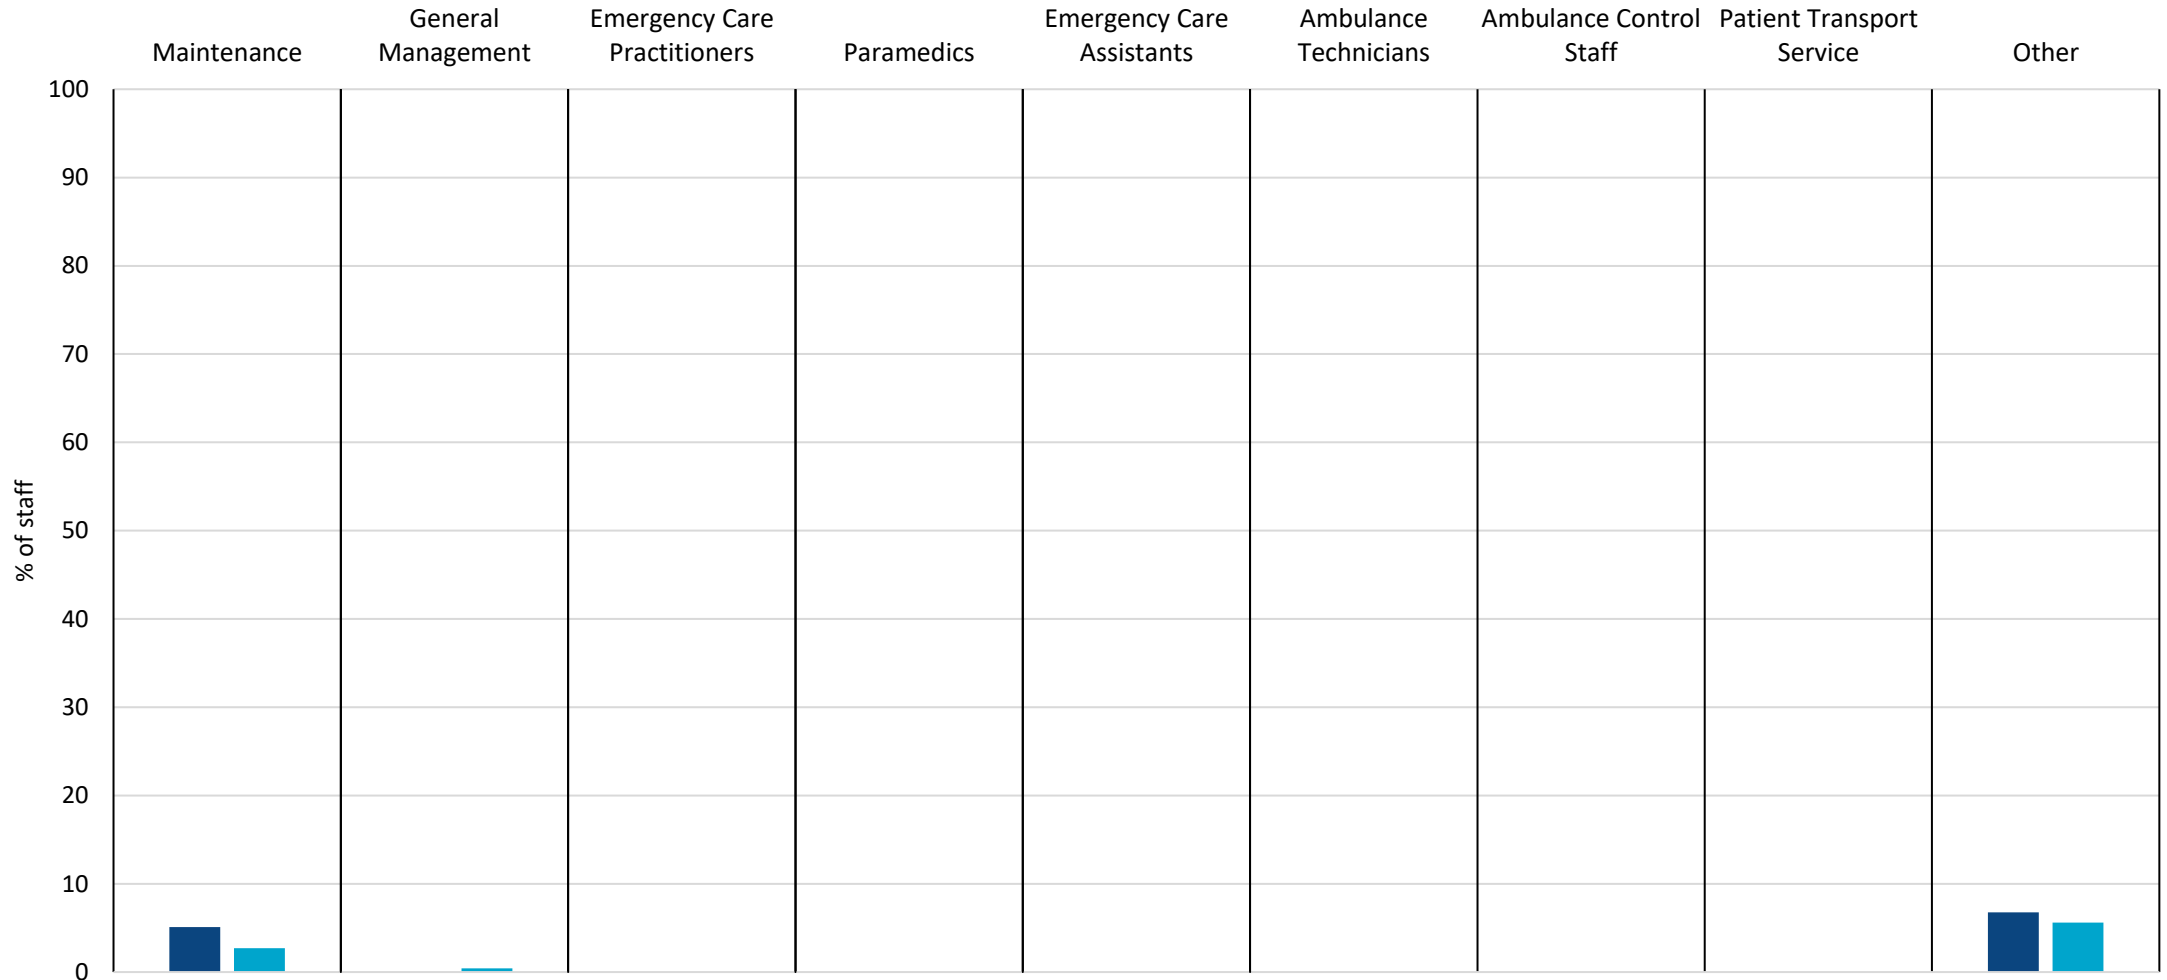 Maintenance
General
Management
Emergency Care
Practitioners
Paramedics
Emergency Care
Assistants
Ambulance
Technicians
Ambulance Control
Staff
Patient Transport
Service
Other
100
90
80
70
60
50
40
30
20
10
0
% of staff